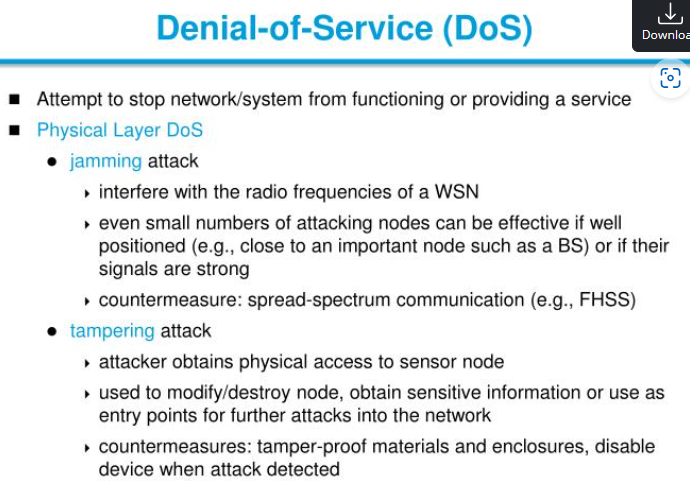 Denial-of-Service (DoS)
Attempt to stop network/system from functioning or providing a service
Physical Layer DoS
jamming attack
interfere with the radio frequencies of a WSN
even small numbers of attacking nodes can be effective if well
positioned (e.g., close to an important node such as a BS) or if their
signals are strong
countermeasure: spread-spectrum communication (e.g., FHSS)
tampering attack
attacker obtains physical access to sensor node
used to modify/destroy node, obtain sensitive information or use as
entry points for further attacks into the network
countermeasures: tamper-proof materials and enclosures, disable
device when attack detected